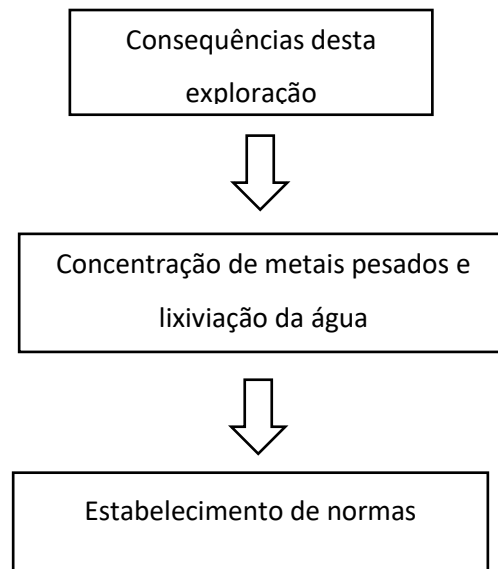 Consequências desta
exploração
Concentração de metais pesados e
lixiviação da água
Estabelecimento de normas